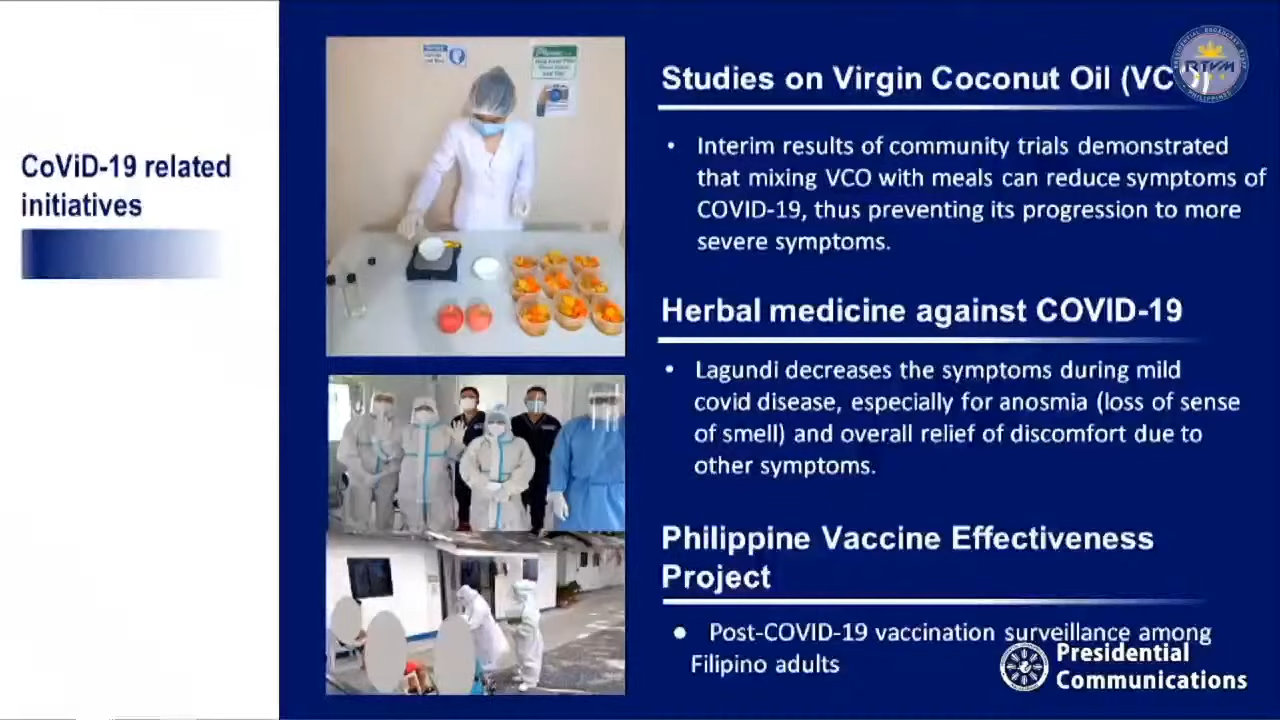 CoViD-19 related
initiatives
Studies on Virgin Coconut Oil (VC
RTVM
Interim results of community trials demonstrated
that mixing VCO with meals can reduce symptoms of
COVID-19, thus preventing its progression to more
severe symptoms.
Herbal medicine against COVID-19
Lagundi decreases the symptoms during mild
covid disease, especially for anosmia (loss of sense
of smell) and overall relief of discomfort due to
other symptoms.
Philippine Vaccine Effectiveness
Project
Post-COVID-19 vaccination surveillance among
Filipino adults
Presidential
Communications